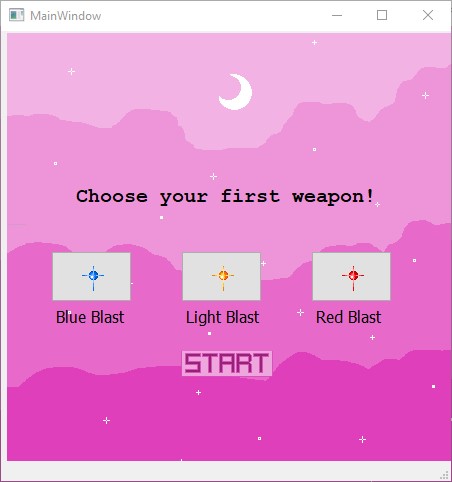 MainWindow
Choose your first weapon!
Blue Blast
Light Blast
Red Blast
START